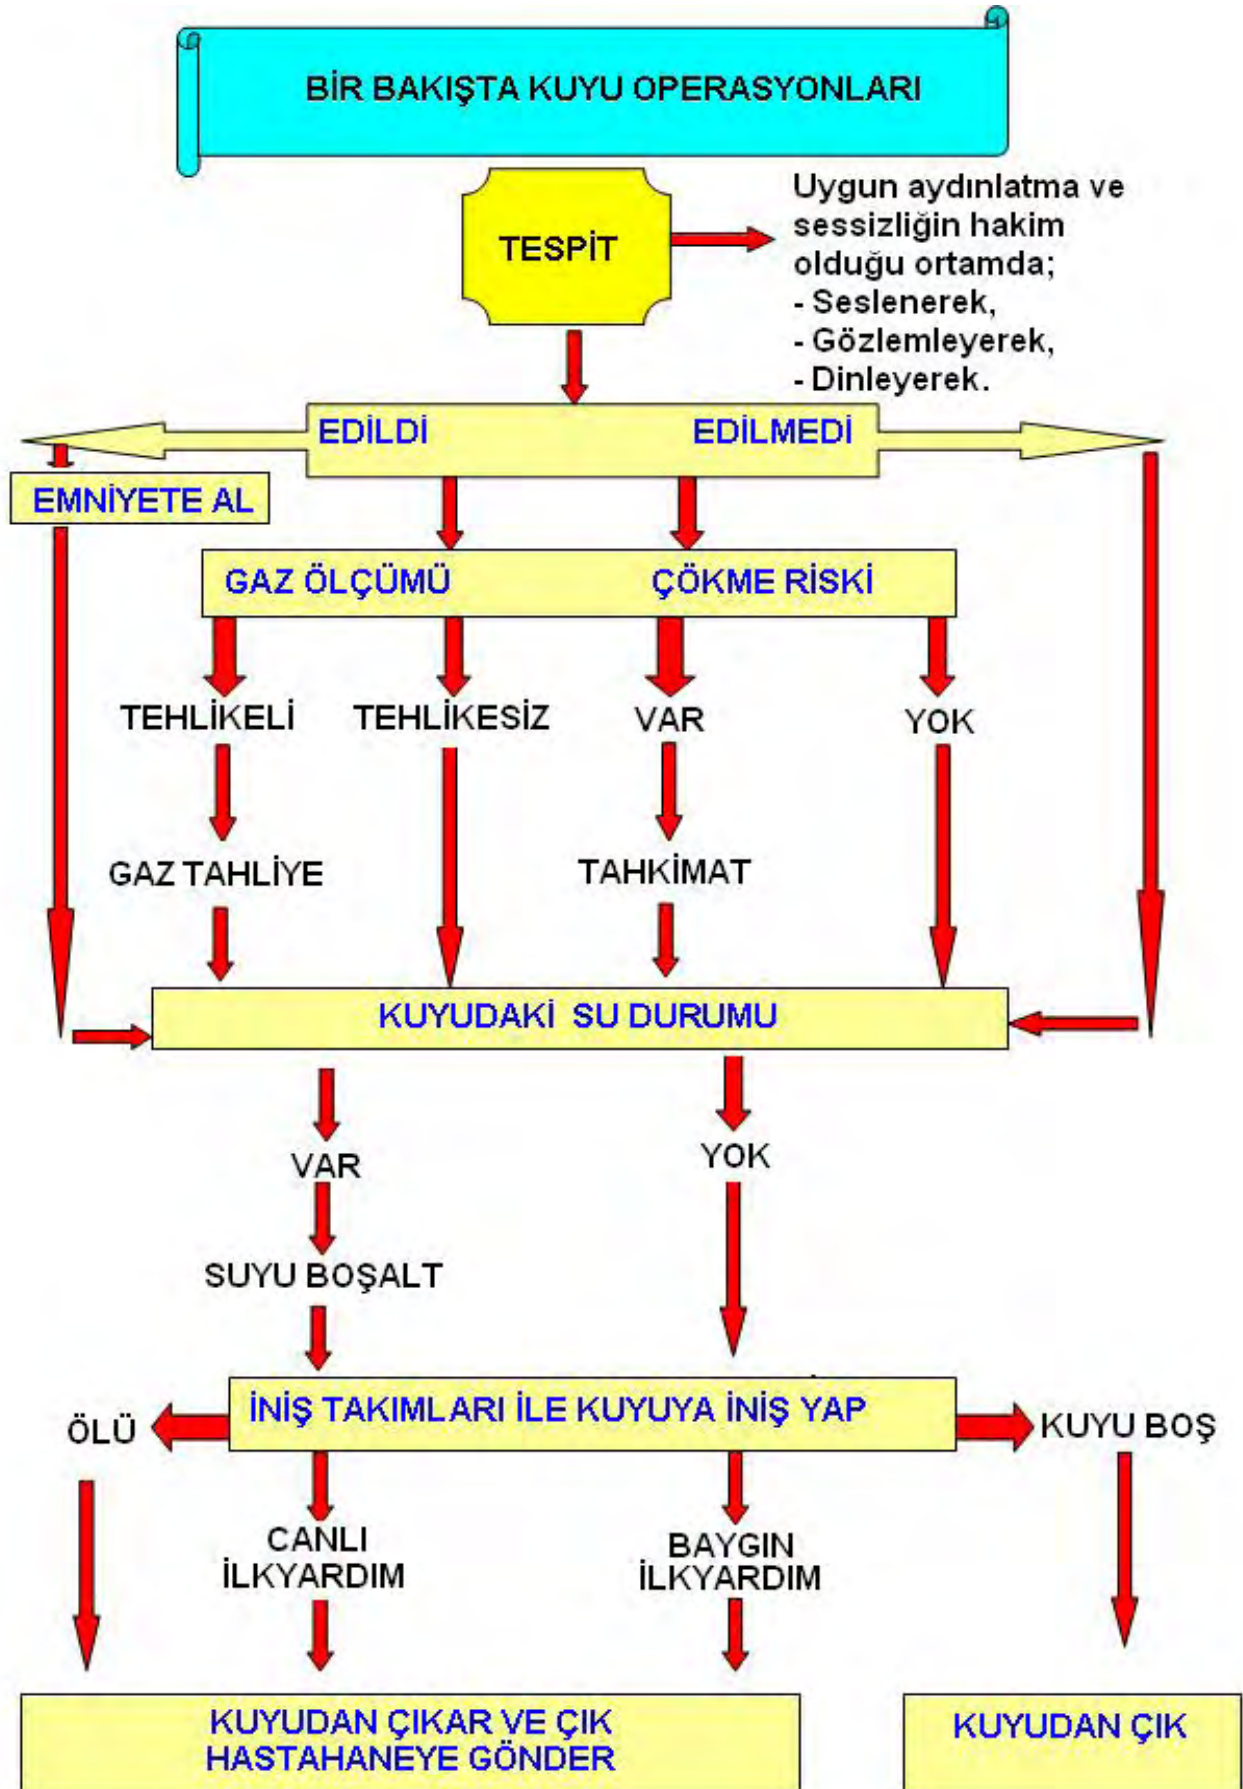 BİR BAKIŞTA KUYU OPERASYONLARI
TESPİT
Uygun aydınlatma ve
sessizliğin hakim
olduğu ortamda;
- Seslenerek,
- Gözlemleyerek,
- Dinleyerek.
EDİLDİ
EDİLMEDİ
EMNİYETE AL
GAZ ÖLÇÜMÜ
ÇÖKME RİSKİ
TEHLİKELİ
TEHLİKESİZ
VAR
YOK
GAZ TAHLİYE
TAHKİMAT
KUYUDAKİ SU DURUMU
VAR
YOK
SUYU BOŞALT
İNİŞ TAKIMLARI İLE KUYUYA İNİŞ YAP
ÖLÜ
KUYU BOŞ
CANLI
İLKYARDIM
BAYGIN
İLKYARDIM
KUYUDAN ÇIKAR VE ÇIK
HASTAHANEYE GÖNDER
KUYUDAN ÇIK